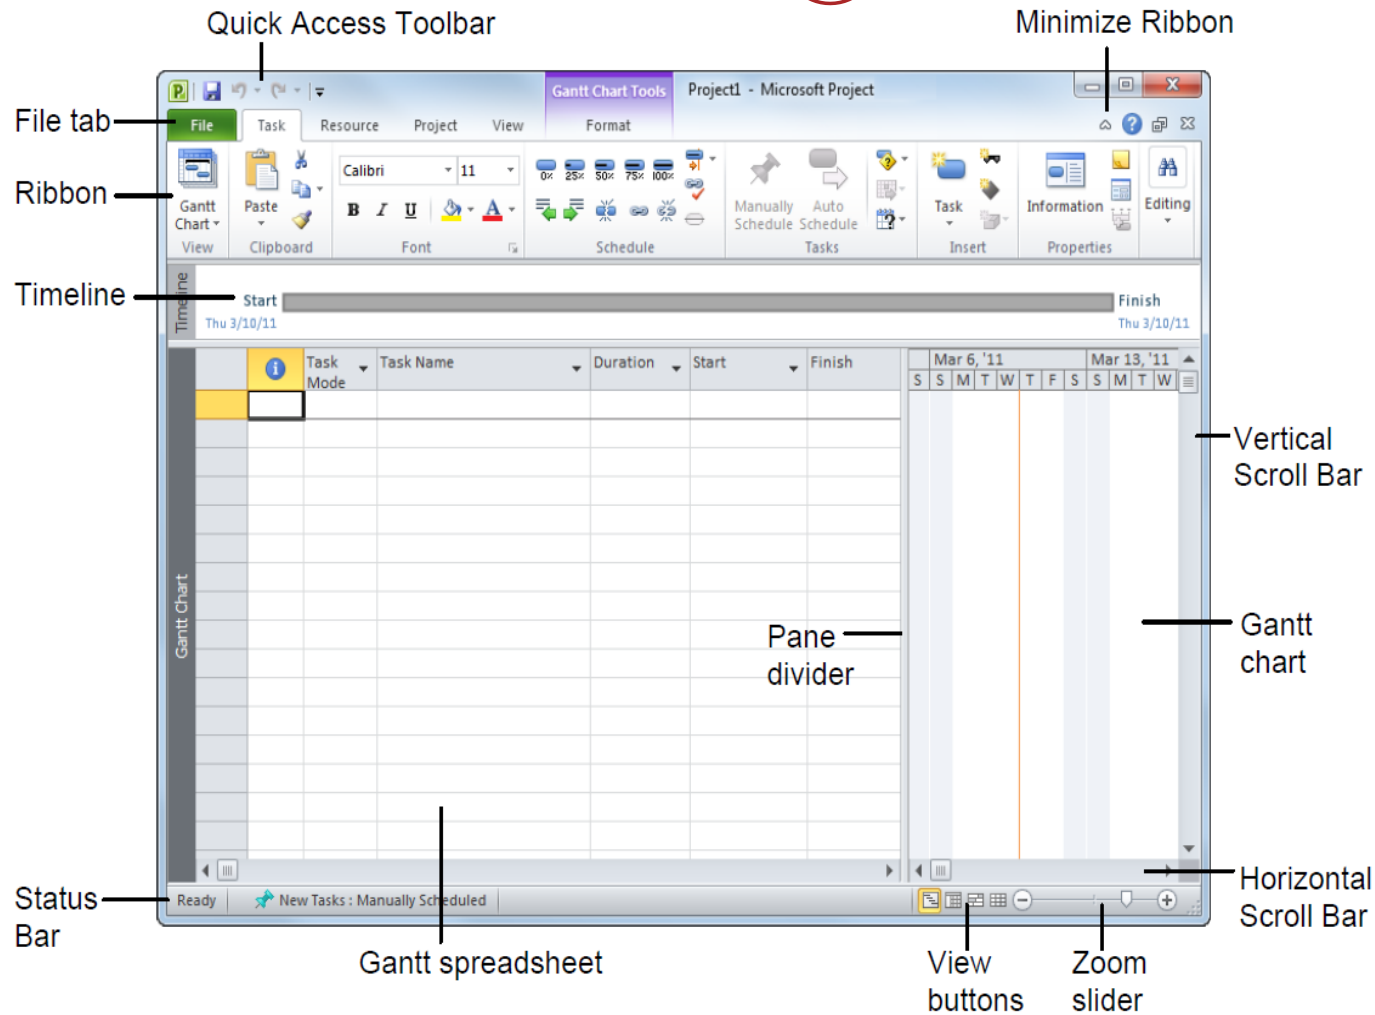 Quick Access Toolbar
Minimize Ribbon
Gantt Chart Tools
Project1 - Microsoft Project
File tab
File
Task
Resource
Project
View
Format
Ribbon
Gantt
Chart
View
Paste
Clipboard
Calibri
11
B I U
A
Font
0% 25% 50% 75% 100%
Schedule
Manually
Schedule
Auto
Schedule
Tasks
Task
Insert
Information
Properties
Editing
Timeline
Timeline
Start
Thu 3/10/11
Finish
Thu 3/10/11
Task
Mode
Task Name
Duration
Start
Finish
Mar 6, '11
Mar 13, '11
S S M T W T F S S M T W
Vertical
Scroll Bar
Gantt Chart
Pane
divider
Gantt
chart
Horizontal
Scroll Bar
Status
Bar
Ready
New Tasks : Manually Scheduled
Gantt spreadsheet
View
buttons
Zoom
slider